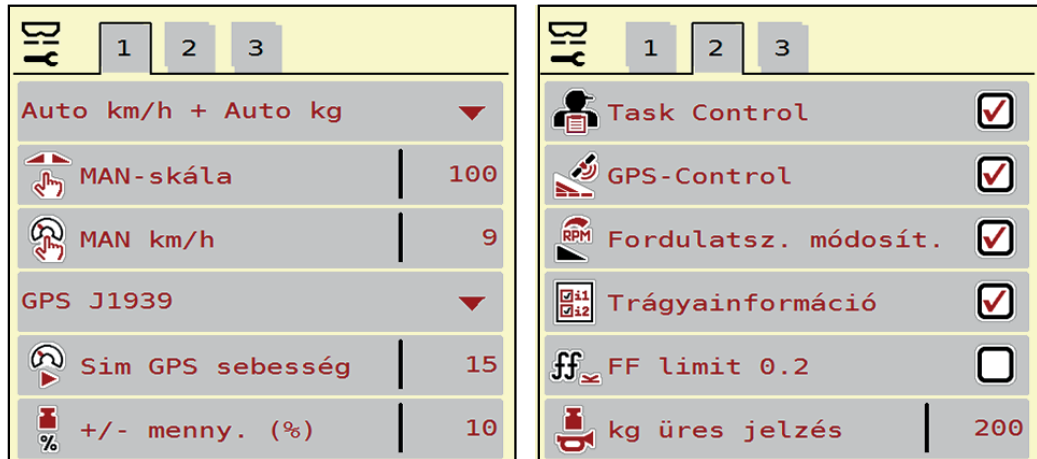 1 2 3
Auto km/h + Auto kg
MAN-skála 100
MAN km/h 9
GPS J1939
Sim GPS sebesség 15
% +/- menny. (%) 10
1 2 3
Task Control
GPS-Control
RPM Fordulatsz. módosít.
i1 i2 Trágyainformáció
ff FF limit 0.2
kg üres jelzés 200